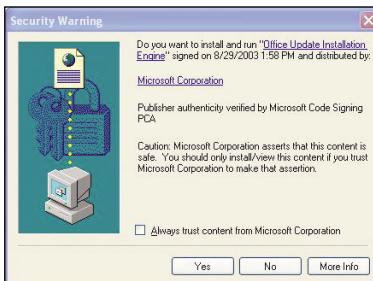 Security Warning
Do you want to install and run "Office Update Installation
Engine" signed on 8/29/2003 1:58 PM and distributed by:
Microsoft Corporation
Publisher authenticity verified by Microsoft Code Signing
PCA
Caution: Microsoft Corporation asserts that this content is
safe. You should only install/view this content if you trust
Microsoft Corporation to make that assertion.
Always trust content from Microsoft Corporation
Yes No More Info